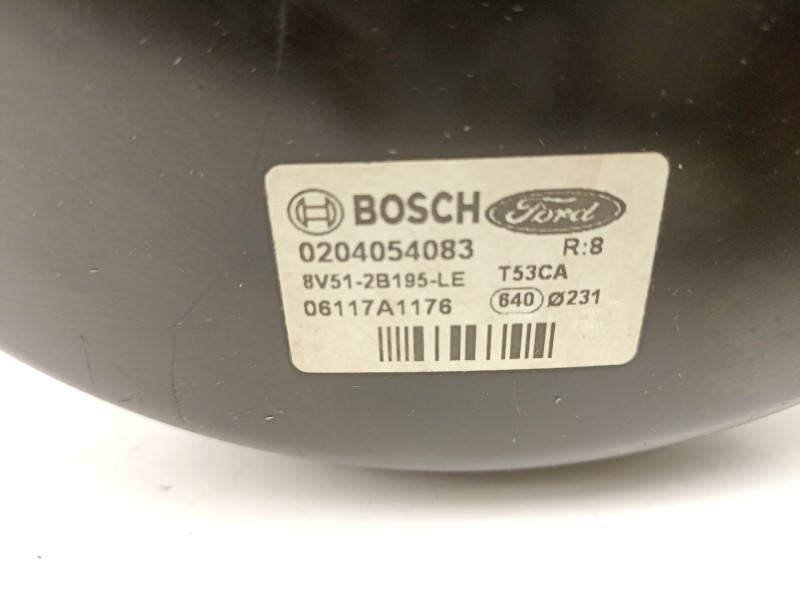 BOSCH Ford
0204054083 R:8
8V51-2B195-LE T53CA
06117A1176 640 Ø231